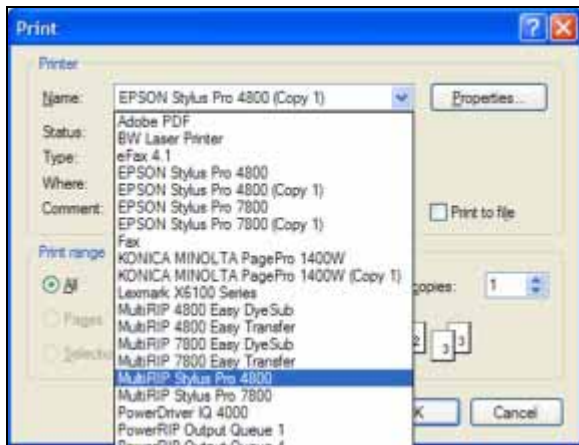 Print
Printer
Name: EPSON Stylus Pro 4800 (Copy 1) Properties...
Status: Adobe PDF
BW Laser Printer
Type: eFax 4.1
EPSON Stylus Pro 4800
Where: EPSON Stylus Pro 4800 (Copy 1)
Comment: EPSON Stylus Pro 7800 Print to file
EPSON Stylus Pro 7800 (Copy 1)
Fax
Print range KONICA MINOLTA PagePro 1400W
All KONICA MINOLTA PagePro 1400W (Copy 1) copies: 1
Lexmark X6100 Series
Pages MultiRIP 4800 Easy DyeSub
MultiRIP 4800 Easy Transfer
MultiRIP 7800 Easy DyeSub 2 3 3
MultiRIP 7800 Easy Transfer
MultiRIP Stylus Pro 4800
MultiRIP Stylus Pro 7800
PowerDriver IQ 4000 K Cancel
PowerRIP Output Queue 1